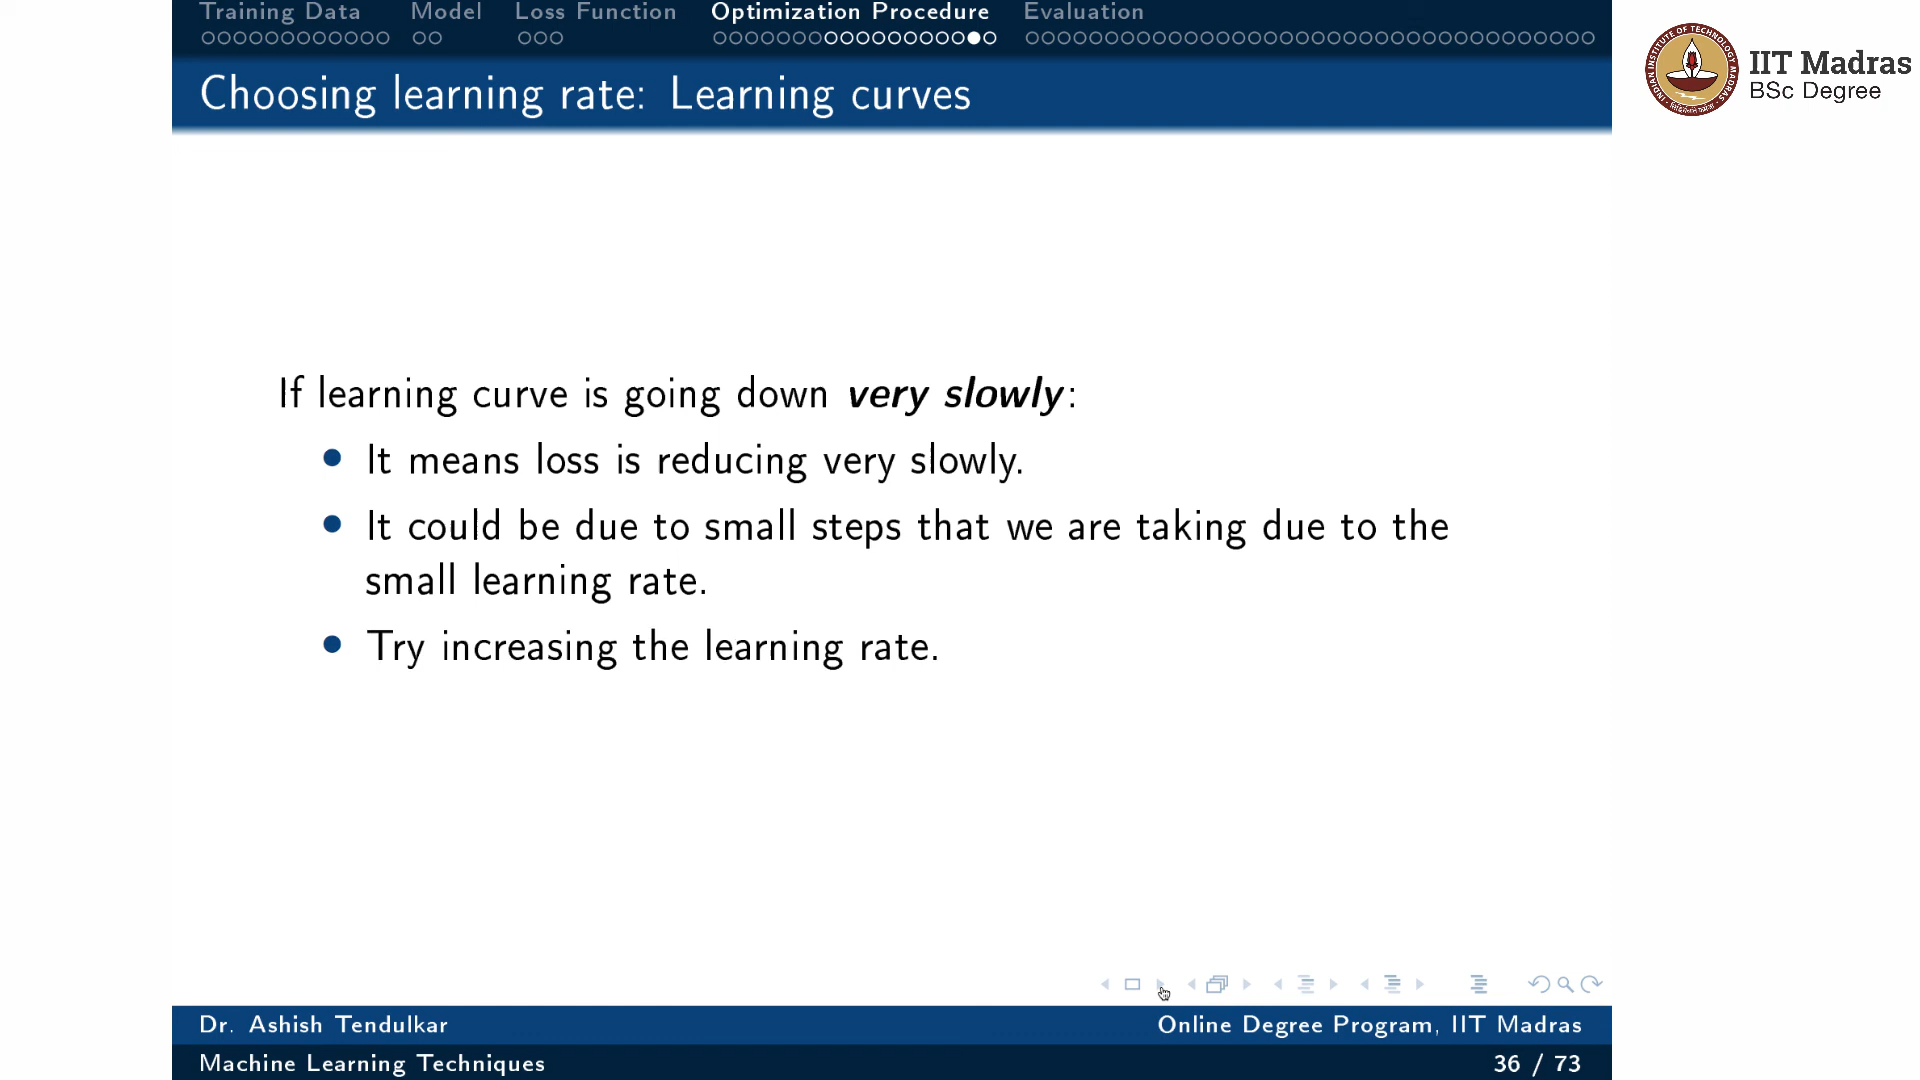 Training Data Model Loss Function Optimization Procedure Evaluation
Choosing learning rate: Learning curves
IIT Madras
BSc Degree
If learning curve is going down very slowly:
• It means loss is reducing very slowly.
• It could be due to small steps that we are taking due to the
small learning rate.
• Try increasing the learning rate.
Dr. Ashish Tendulkar Online Degree Program, IIT Madras
Machine Learning Techniques 36 / 73